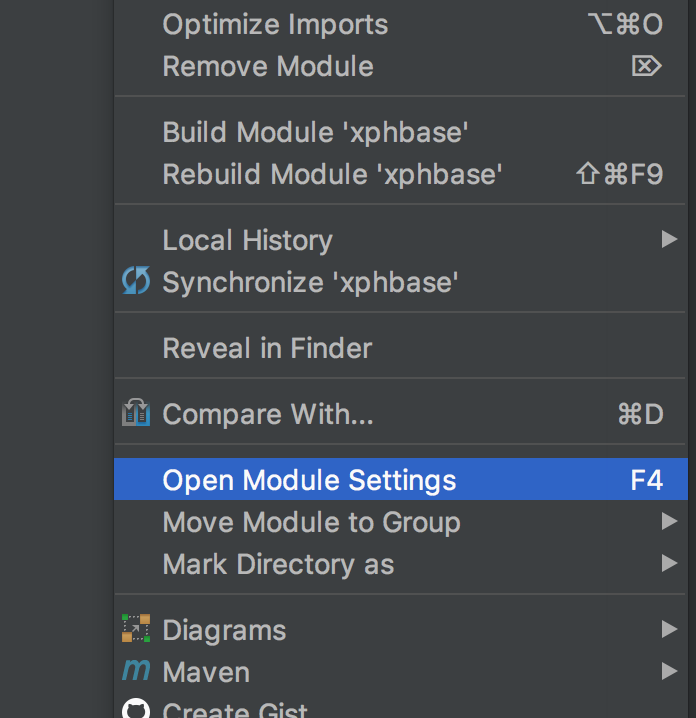 Optimize Imports ⌥⌘O
Remove Module ⌦
Build Module 'xphbase'
Rebuild Module 'xphbase' ⇧⌘F9
Local History
Synchronize 'xphbase'
Reveal in Finder
Compare With... ⌘D
Open Module Settings F4
Move Module to Group
Mark Directory as
Diagrams
Maven
Create Gist